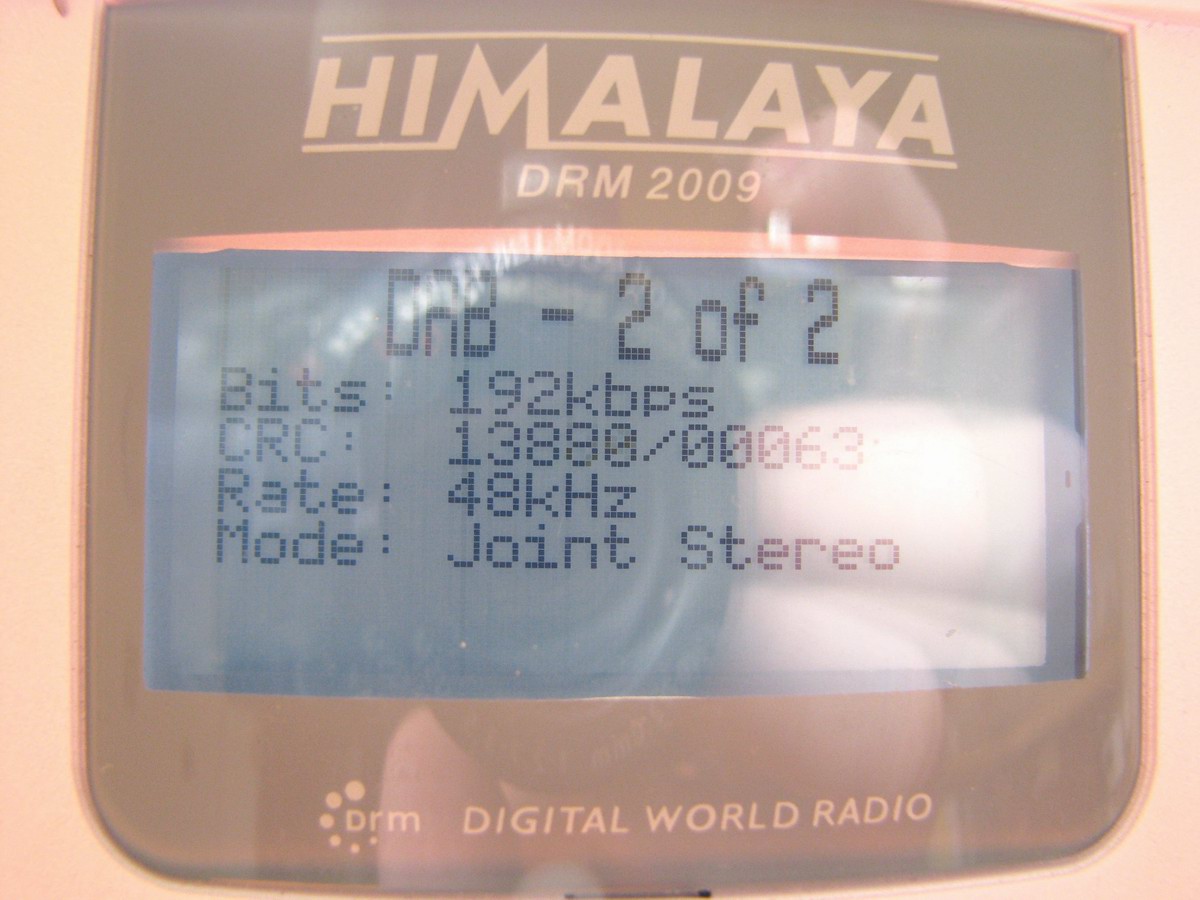 HIMALAYA
DRM 2009
DAB - 2 of 2
Bits: 192kbps
CRC: 13890/00063
Rate: 48kHz
Mode: Joint Stereo
Drm DIGITAL WORLD RADIO